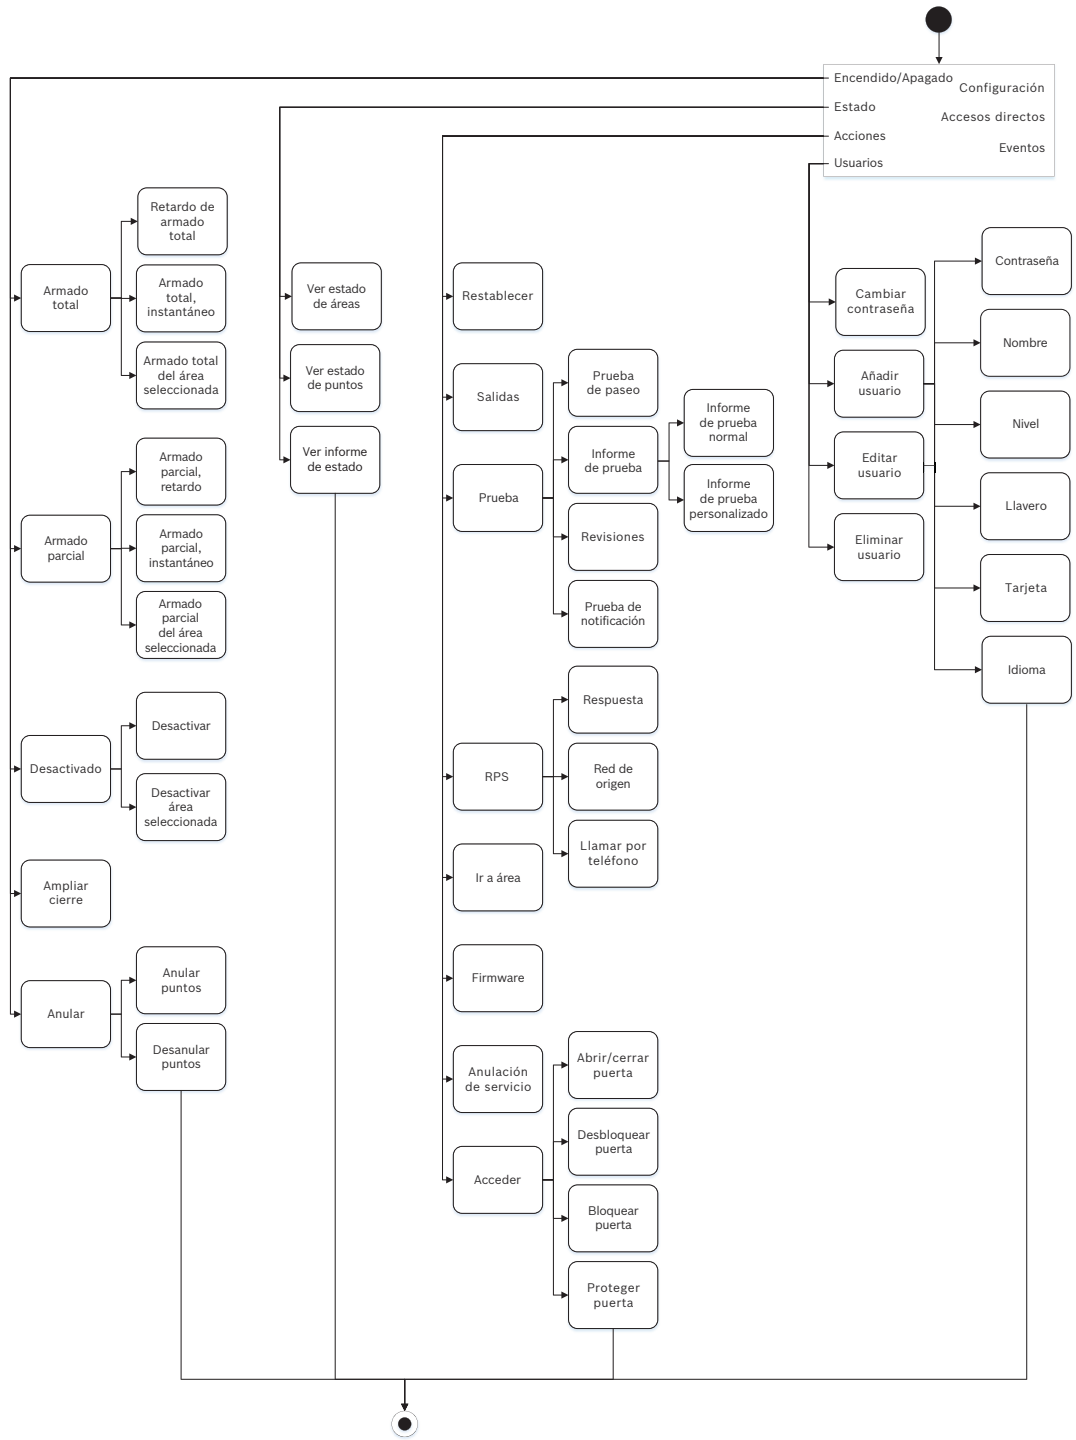 Encendido/Apagado
Configuración
Estado
Accesos directos
Acciones
Eventos
Usuarios
Armado
total
Retardo de
armado
total
Armado
total,
instantáneo
Armado total
del área
seleccionada
Armado
parcial
Armado
parcial,
retardo
Armado
parcial,
instantáneo
Armado
parcial
del área
seleccionada
Desactivado
Desactivar
Desactivar
área
seleccionada
Ampliar
cierre
Anular
Anular
puntos
Desanular
puntos
Ver estado
de áreas
Ver estado
de puntos
Ver informe
de estado
Restablecer
Salidas
Prueba
Prueba
de paseo
Informe
de prueba
Informe
de prueba
normal
Informe
de prueba
personalizado
Revisiones
Prueba de
notificación
RPS
Respuesta
Red de
origen
Llamar por
teléfono
Ir a área
Firmware
Anulación
de servicio
Acceder
Abrir/cerrar
puerta
Desbloquear
puerta
Bloquear
puerta
Proteger
puerta
Cambiar
contraseña
Añadir
usuario
Editar
usuario
Eliminar
usuario
Contraseña
Nombre
Nivel
Llavero
Tarjeta
Idioma